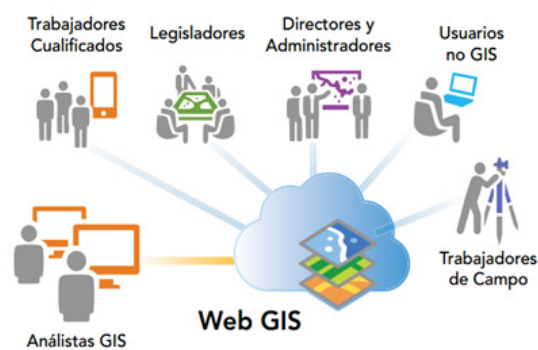 Trabajadores
Cualificados
Legisladores
Directores y
Administradores
Usuarios
no GIS
Trabajadores
de Campo
Web GIS
Análistas GIS